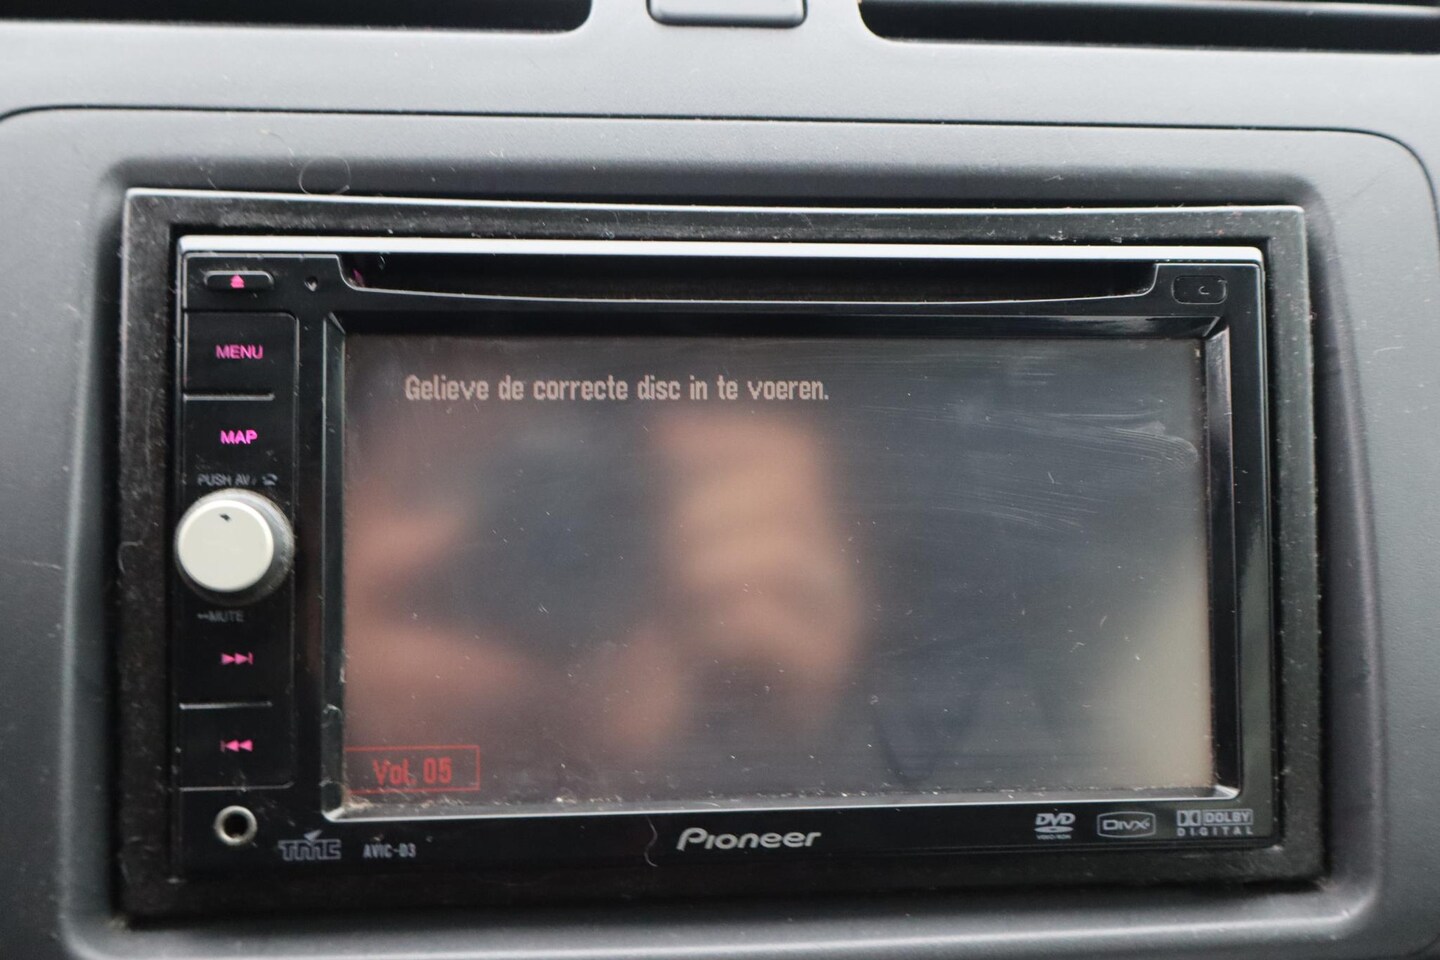 MENU
MAP
PUSH AV/
MUTE
Gelieve de correcte disc in te voeren.
Vol. 05
TMC
AVIC-D3
Pioneer
DVD
DIVX
DOLBY
DIGITAL